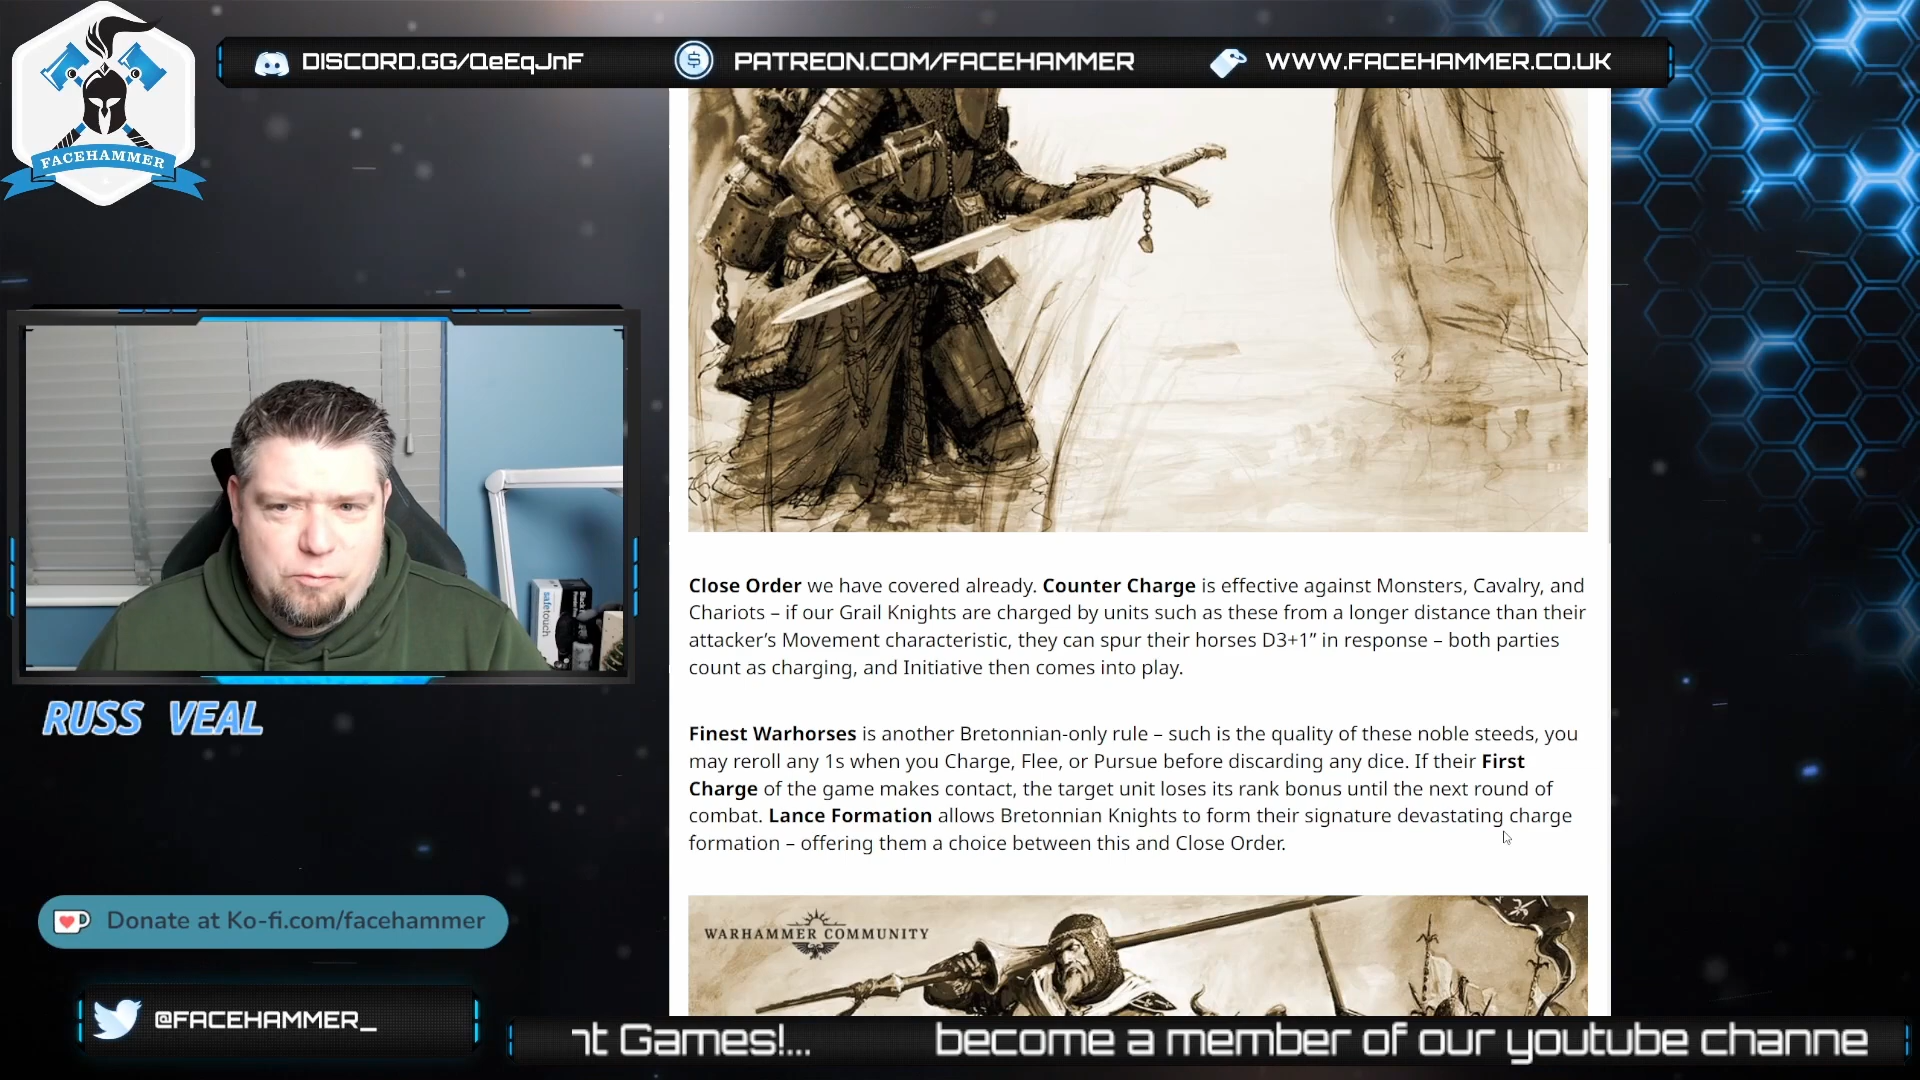 DISCORD.GG/QeEqJnF
PATREON.COM/FACEHAMMER
WWW.FACEHAMMER.CO.UK
FACEHAMMER
Close Order we have covered already. Counter Charge is effective against Monsters, Cavalry, and
Chariots – if our Grail Knights are charged by units such as these from a longer distance than their
attacker’s Movement characteristic, they can spur their horses D3+1” in response – both parties
count as charging, and Initiative then comes into play.
Finest Warhorses is another Bretonnian-only rule – such is the quality of these noble steeds, you
may reroll any 1s when you Charge, Flee, or Pursue before discarding any dice. If their First
Charge of the game makes contact, the target unit loses its rank bonus until the next round of
combat. Lance Formation allows Bretonnian Knights to form their signature devastating charge
formation – offering them a choice between this and Close Order.
WARHAMMER COMMUNITY
safetouch
Black
RUSS VEAL
Donate at Ko-fi.com/facehammer
@FACEHAMMER_
nt Games!... become a member of our youtube channe